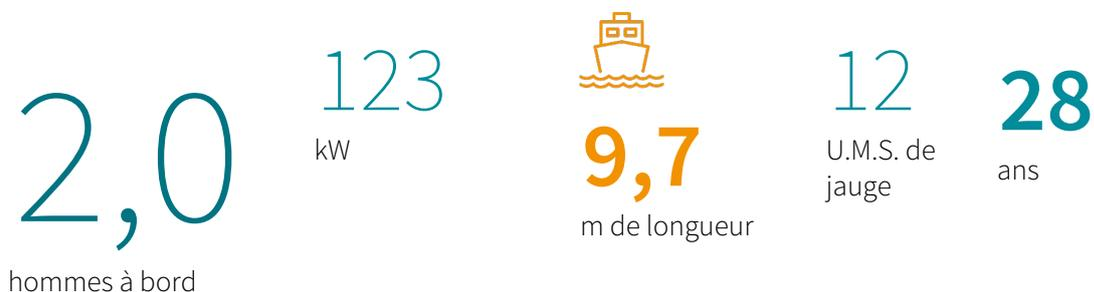 2,0
hommes à bord
123
kW
9,7
m de longueur
12
U.M.S. de
jauge
28
ans